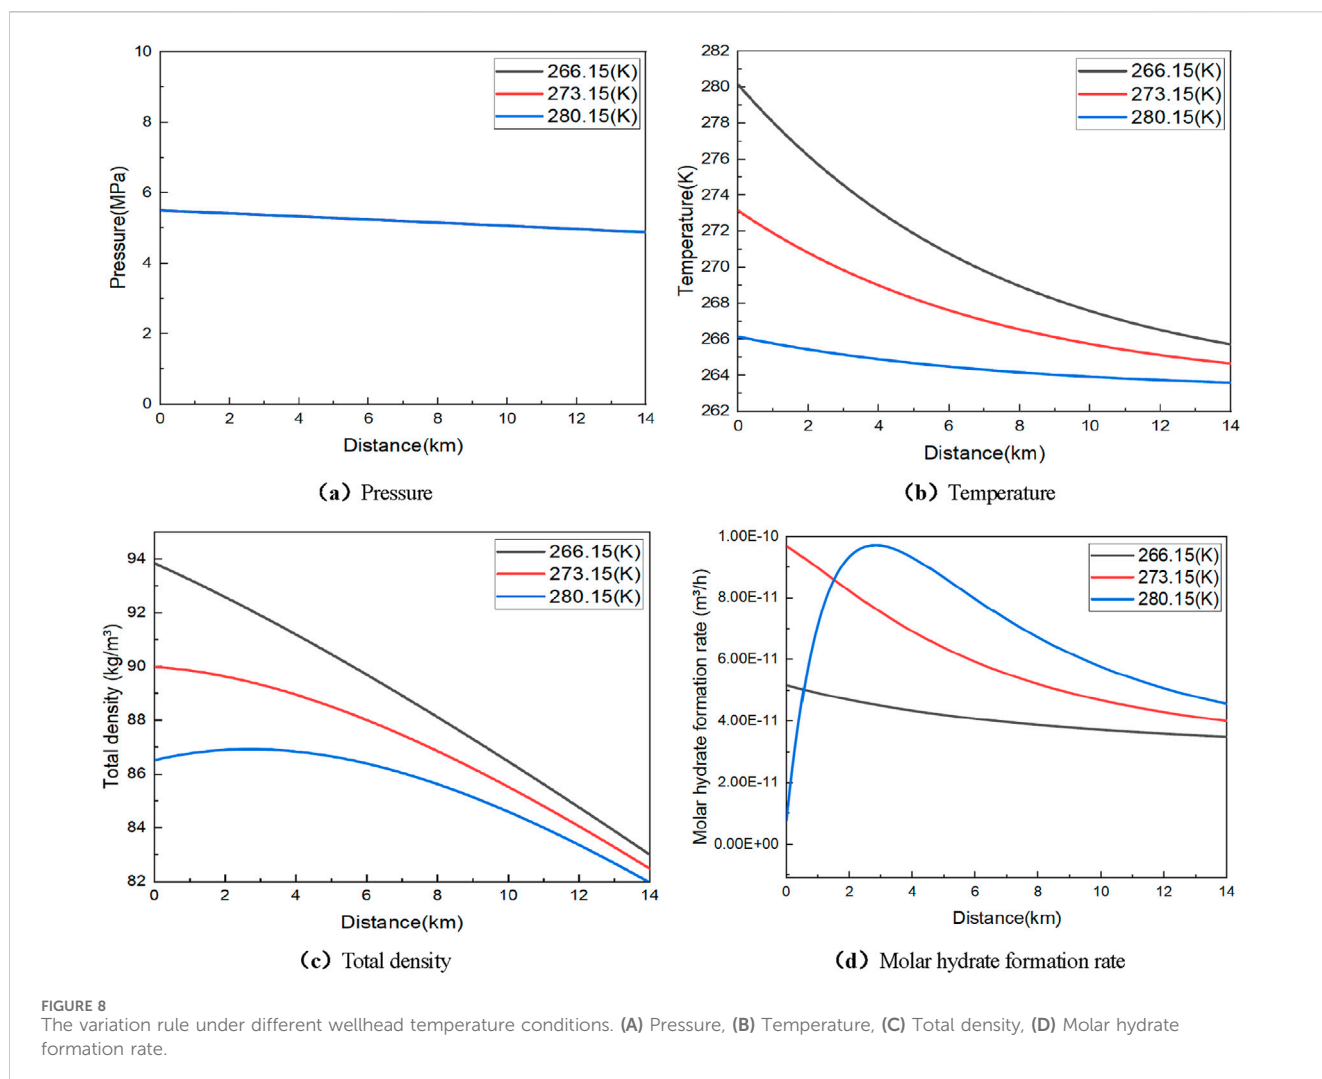 10
8
6
4
2
0
Pressure(MPa)
266.15(K)
273.15(K)
280.15(K)
0 2 4 6 8 10 12 14
Distance(km)
(a) Pressure
282
280
278
276
274
272
270
268
266
264
262
Temperature(K)
266.15(K)
273.15(K)
280.15(K)
0 2 4 6 8 10 12 14
Distance(km)
(b) Temperature
94
92
90
88
86
84
82
Total density (kg/m³)
266.15(K)
273.15(K)
280.15(K)
0 2 4 6 8 10 12 14
Distance(km)
(c) Total density
1.00E-10
8.00E-11
6.00E-11
4.00E-11
2.00E-11
0.00E+00
Molar hydrate formation rate (m³/h)
266.15(K)
273.15(K)
280.15(K)
0 2 4 6 8 10 12 14
Distance(km)
(d) Molar hydrate formation rate
FIGURE 8
The variation rule under different wellhead temperature conditions. (A) Pressure, (B) Temperature, (C) Total density, (D) Molar hydrate
formation rate.